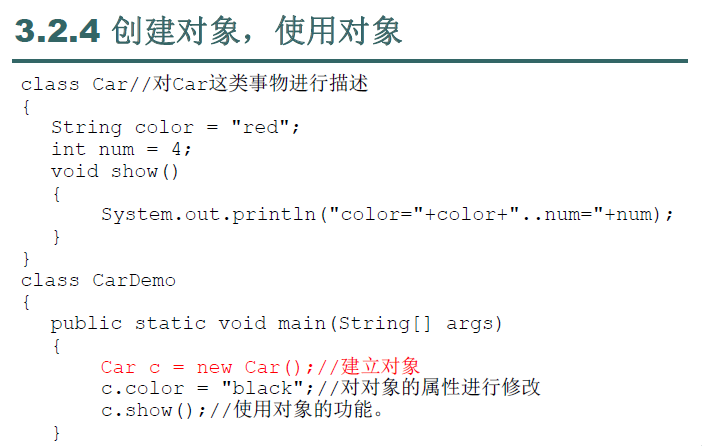 3.2.4 创建对象，使用对象
class Car//对Car这类事物进行描述
{
String color = "red";
int num = 4;
void show()
{
System.out.println("color="+color+"..num="+num);
}
}
class CarDemo
{
public static void main(String[] args)
{
Car c = new Car();//建立对象
c.color = "black";//对对象的属性进行修改
c.show();//使用对象的功能。
}